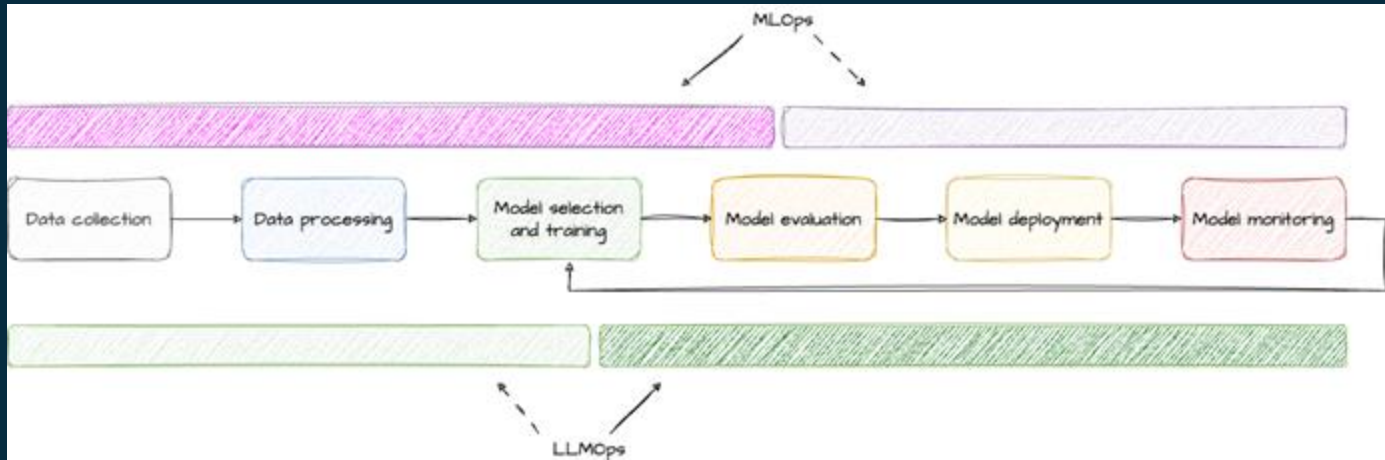 MLOps
Data collection
Data processing
Model selection
and training
Model evaluation
Model deployment
Model monitoring
LLMOps